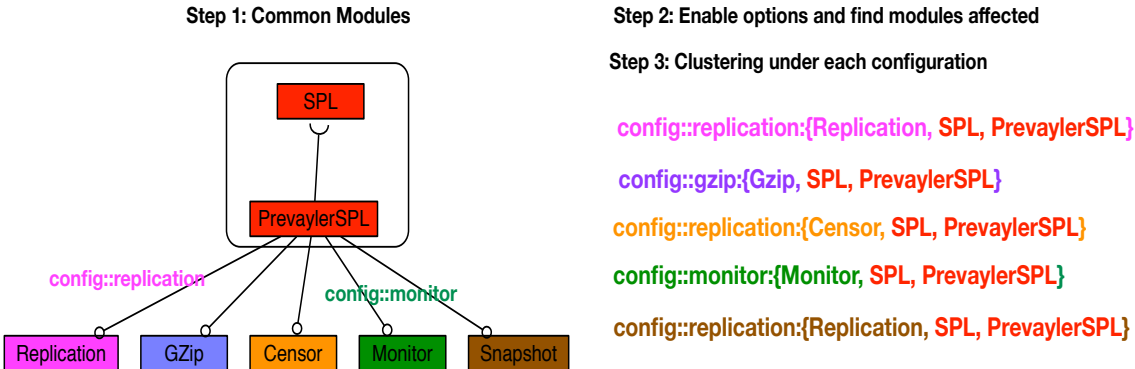 Step 1: Common Modules
SPL
PrevaylerSPL
config::replication
config::monitor
Replication
GZip
Censor
Monitor
Snapshot
Step 2: Enable options and find modules affected
Step 3: Clustering under each configuration
config::replication:{Replication, SPL, PrevaylerSPL}
config::gzip:{Gzip, SPL, PrevaylerSPL}
config::replication:{Censor, SPL, PrevaylerSPL}
config::monitor:{Monitor, SPL, PrevaylerSPL}
config::replication:{Replication, SPL, PrevaylerSPL}